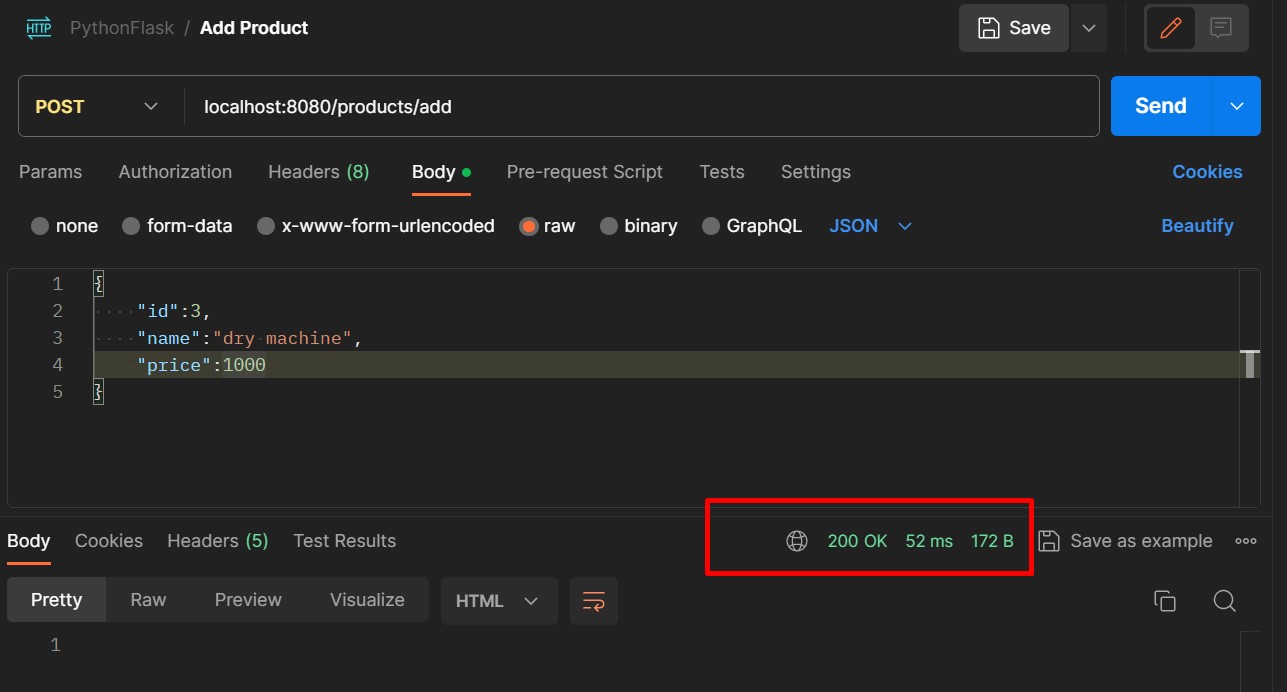 HTTP PythonFlask / Add Product Save
POST localhost:8080/products/add Send
Params Authorization Headers (8) Body Pre-request Script Tests Settings Cookies
none form-data x-www-form-urlencoded raw binary GraphQL JSON Beautify
1 {
2 "id":3,
3 "name":"dry machine",
4 "price":1000
5 }
Body Cookies Headers (5) Test Results 200 OK 52 ms 172 B Save as example
Pretty Raw Preview Visualize HTML
1